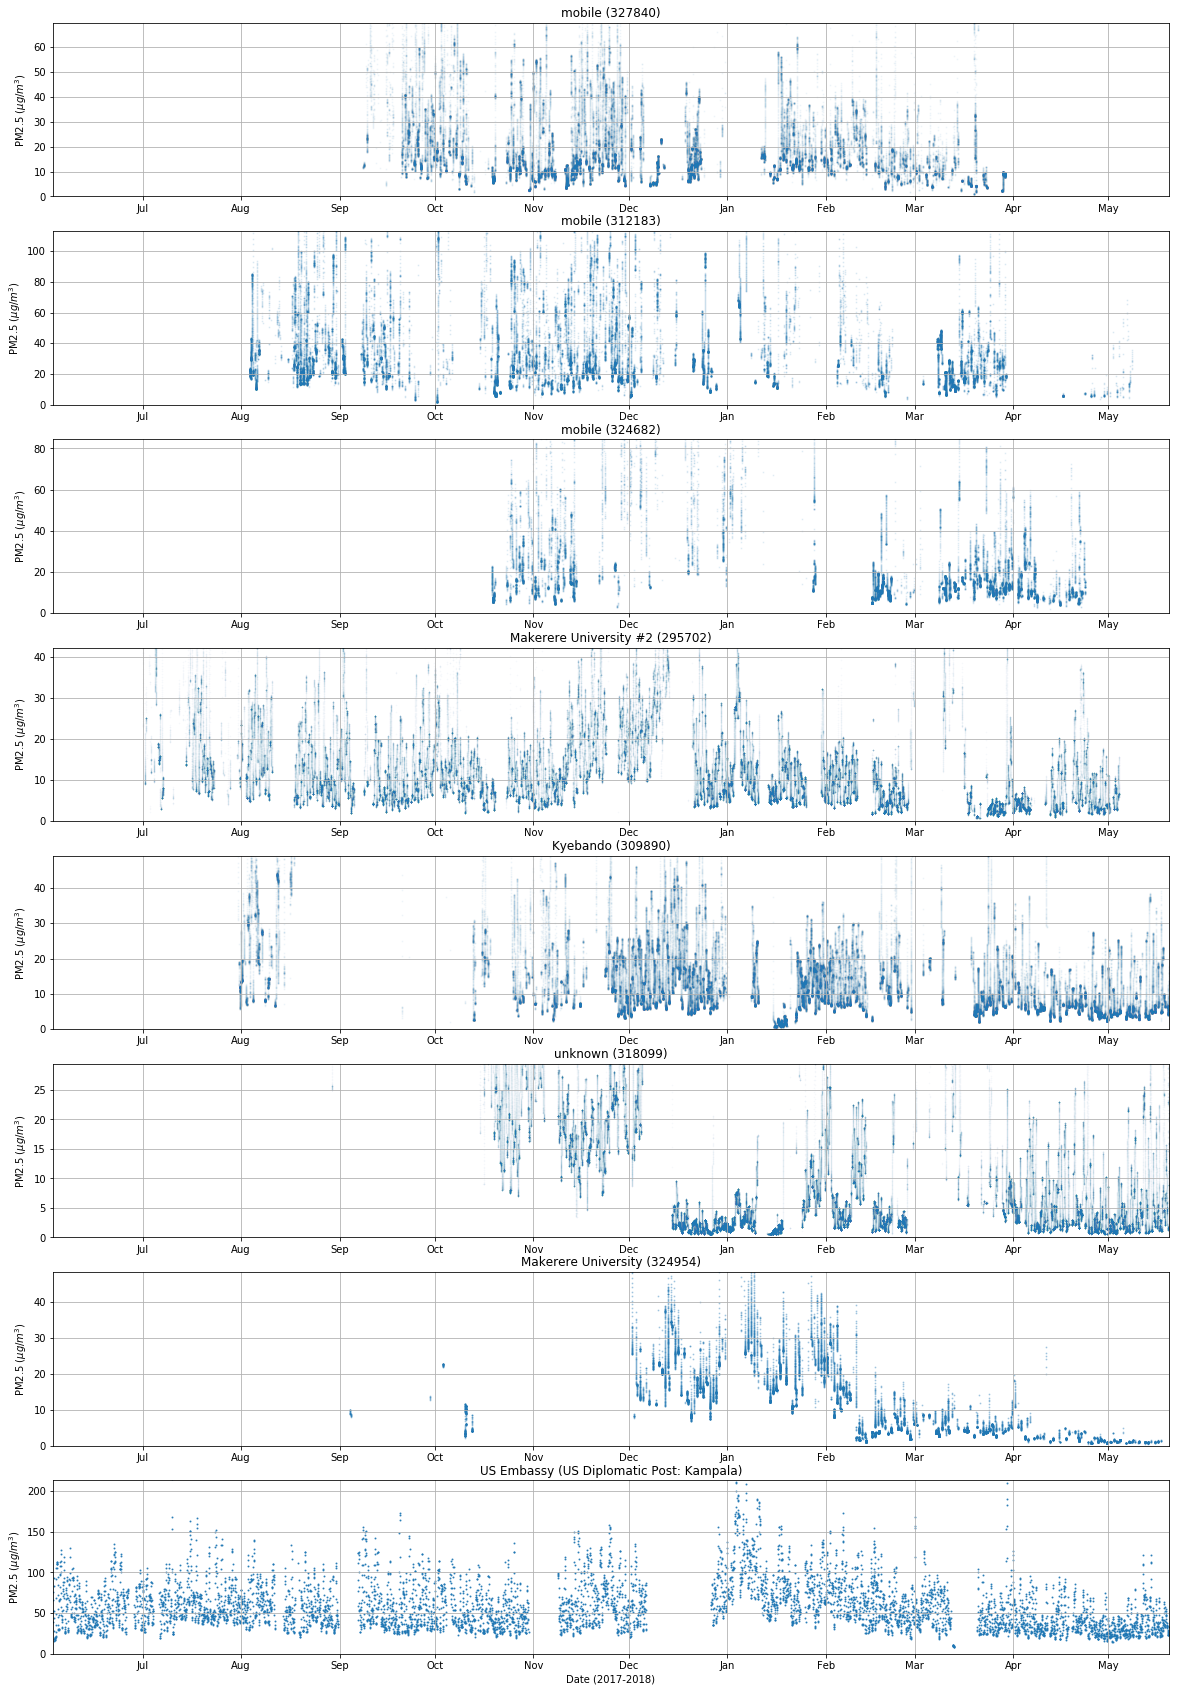 mobile (327840)
PM2.5 (μg/m³)
60
50
40
30
20
10
0
Jul Aug Sep Oct Nov Dec Jan Feb Mar Apr May
mobile (312183)
PM2.5 (μg/m³)
100
80
60
40
20
0
Jul Aug Sep Oct Nov Dec Jan Feb Mar Apr May
mobile (324682)
PM2.5 (μg/m³)
80
60
40
20
0
Jul Aug Sep Oct Nov Dec Jan Feb Mar Apr May
Makerere University #2 (295702)
PM2.5 (μg/m³)
40
30
20
10
0
Jul Aug Sep Oct Nov Dec Jan Feb Mar Apr May
Kyebando (309890)
PM2.5 (μg/m³)
40
30
20
10
0
Jul Aug Sep Oct Nov Dec Jan Feb Mar Apr May
unknown (318099)
PM2.5 (μg/m³)
25
20
15
10
5
0
Jul Aug Sep Oct Nov Dec Jan Feb Mar Apr May
Makerere University (324954)
PM2.5 (μg/m³)
40
30
20
10
0
Jul Aug Sep Oct Nov Dec Jan Feb Mar Apr May
US Embassy (US Diplomatic Post: Kampala)
PM2.5 (μg/m³)
200
150
100
50
0
Jul Aug Sep Oct Nov Dec Jan Feb Mar Apr May
Date (2017-2018)